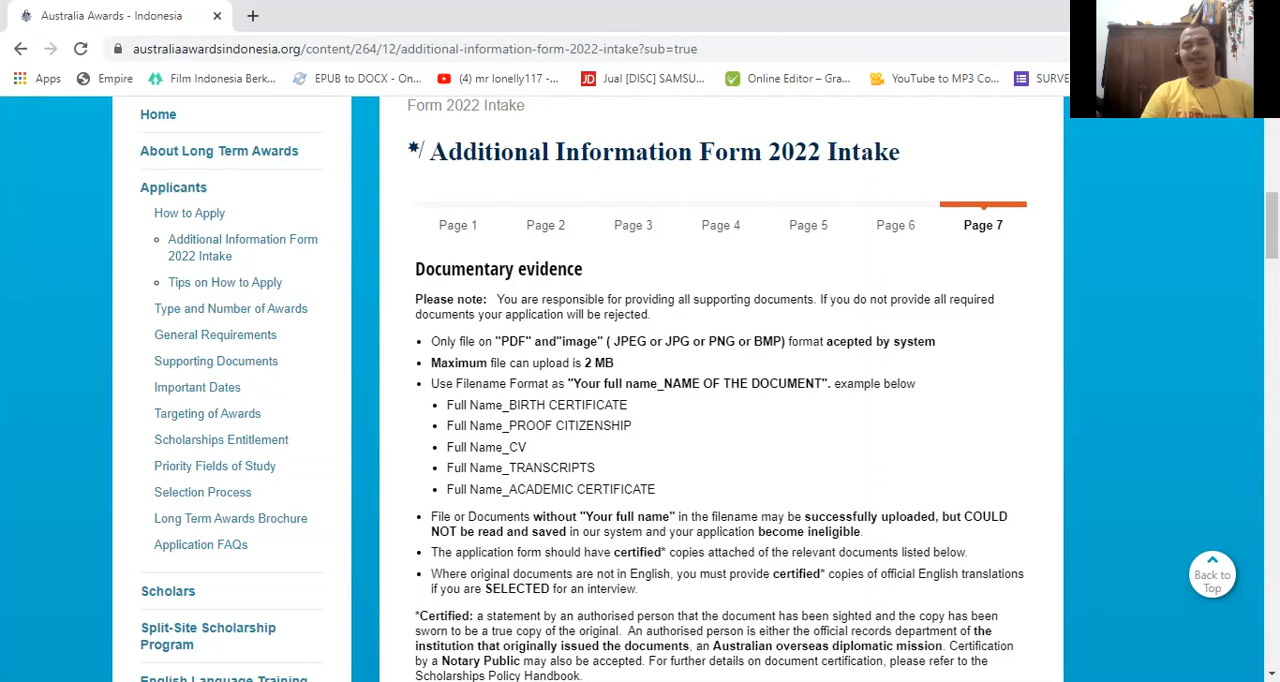 Australia Awards - Indonesia
australiaawardsindonesia.org/content/264/12/additional-information-form-2022-intake?sub=true
Apps
Empire
Film Indonesia Berk...
EPUB to DOCX - On...
(4) mr lonelly117 -...
JD
Jual [DISC] SAMSU...
Online Editor – Gra...
YouTube to MP3 Co...
SURVE
Home
About Long Term Awards
Applicants
How to Apply
Additional Information Form
2022 Intake
Tips on How to Apply
Type and Number of Awards
General Requirements
Supporting Documents
Important Dates
Targeting of Awards
Scholarships Entitlement
Priority Fields of Study
Selection Process
Long Term Awards Brochure
Application FAQs
Scholars
Split-Site Scholarship
Program
English Language Training
Form 2022 Intake
Additional Information Form 2022 Intake
Page 1
Page 2
Page 3
Page 4
Page 5
Page 6
Page 7
Documentary evidence
Please note: You are responsible for providing all supporting documents. If you do not provide all required
documents your application will be rejected.
• Only file on "PDF" and"image" ( JPEG or JPG or PNG or BMP) format acepted by system
• Maximum file can upload is 2 MB
• Use Filename Format as "Your full name_NAME OF THE DOCUMENT". example below
• Full Name_BIRTH CERTIFICATE
• Full Name_PROOF CITIZENSHIP
• Full Name_CV
• Full Name_TRANSCRIPTS
• Full Name_ACADEMIC CERTIFICATE
• File or Documents without "Your full name" in the filename may be successfully uploaded, but COULD
NOT be read and saved in our system and your application become ineligible.
• The application form should have certified* copies attached of the relevant documents listed below.
• Where original documents are not in English, you must provide certified* copies of official English translations
if you are SELECTED for an interview.
*Certified: a statement by an authorised person that the document has been sighted and the copy has been
sworn to be a true copy of the original. An authorised person is either the official records department of the
institution that originally issued the documents, an Australian overseas diplomatic mission. Certification
by a Notary Public may also be accepted. For further details on document certification, please refer to the
Scholarships Policy Handbook.
Back to
Top